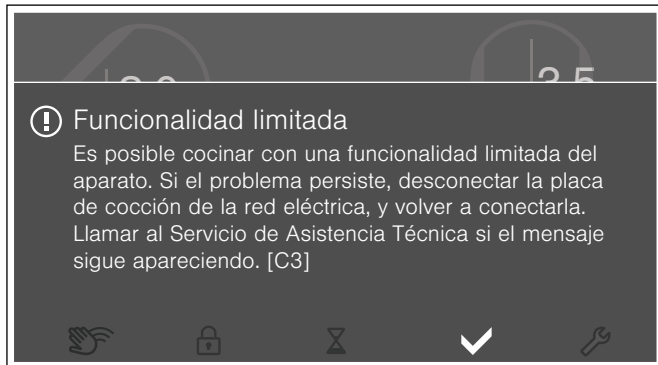 3.5
Funcionalidad limitada
Es posible cocinar con una funcionalidad limitada del
aparato. Si el problema persiste, desconectar la placa
de cocción de la red eléctrica, y volver a conectarla.
Llamar al Servicio de Asistencia Técnica si el mensaje
sigue apareciendo. [C3]